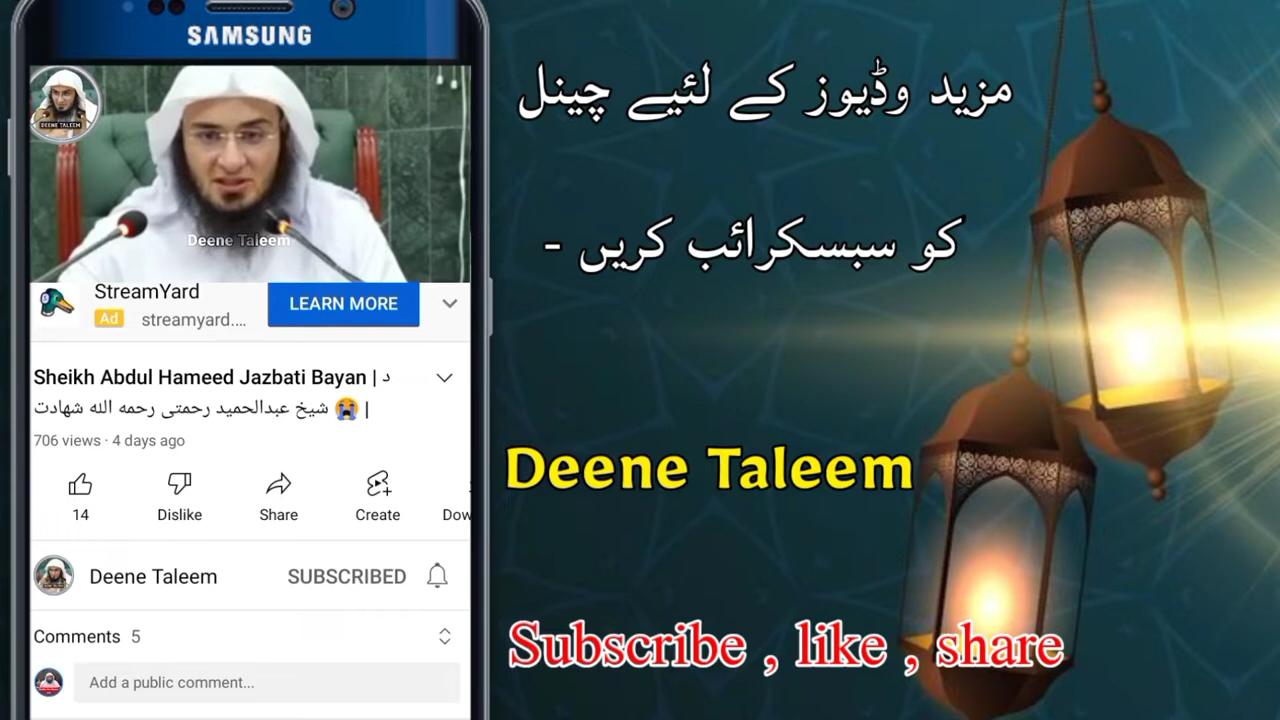 SAMSUNG
DEENE TALEEM
Deene Taleem
StreamYard
Ad streamyard....
LEARN MORE
Sheikh Abdul Hameed Jazbati Bayan | د
شیخ عبدالحمید رحمتی رحمه الله شهادت 😭 |
706 views · 4 days ago
14
Dislike
Share
Create
Dow
Deene Taleem
SUBSCRIBED
Comments 5
Add a public comment...
مزید وڈیوز کے لئیے چینل
کو سبسکرائب کریں -
Deene Taleem
Subscribe , like , share